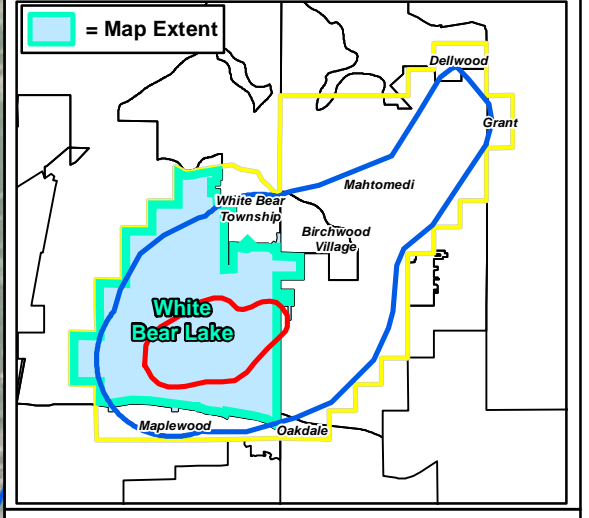 = Map Extent
Dellwood
Grant
Mahtomedi
White Bear
Township
Birchwood
Village
White
Bear Lake
Maplewood
Oakdale